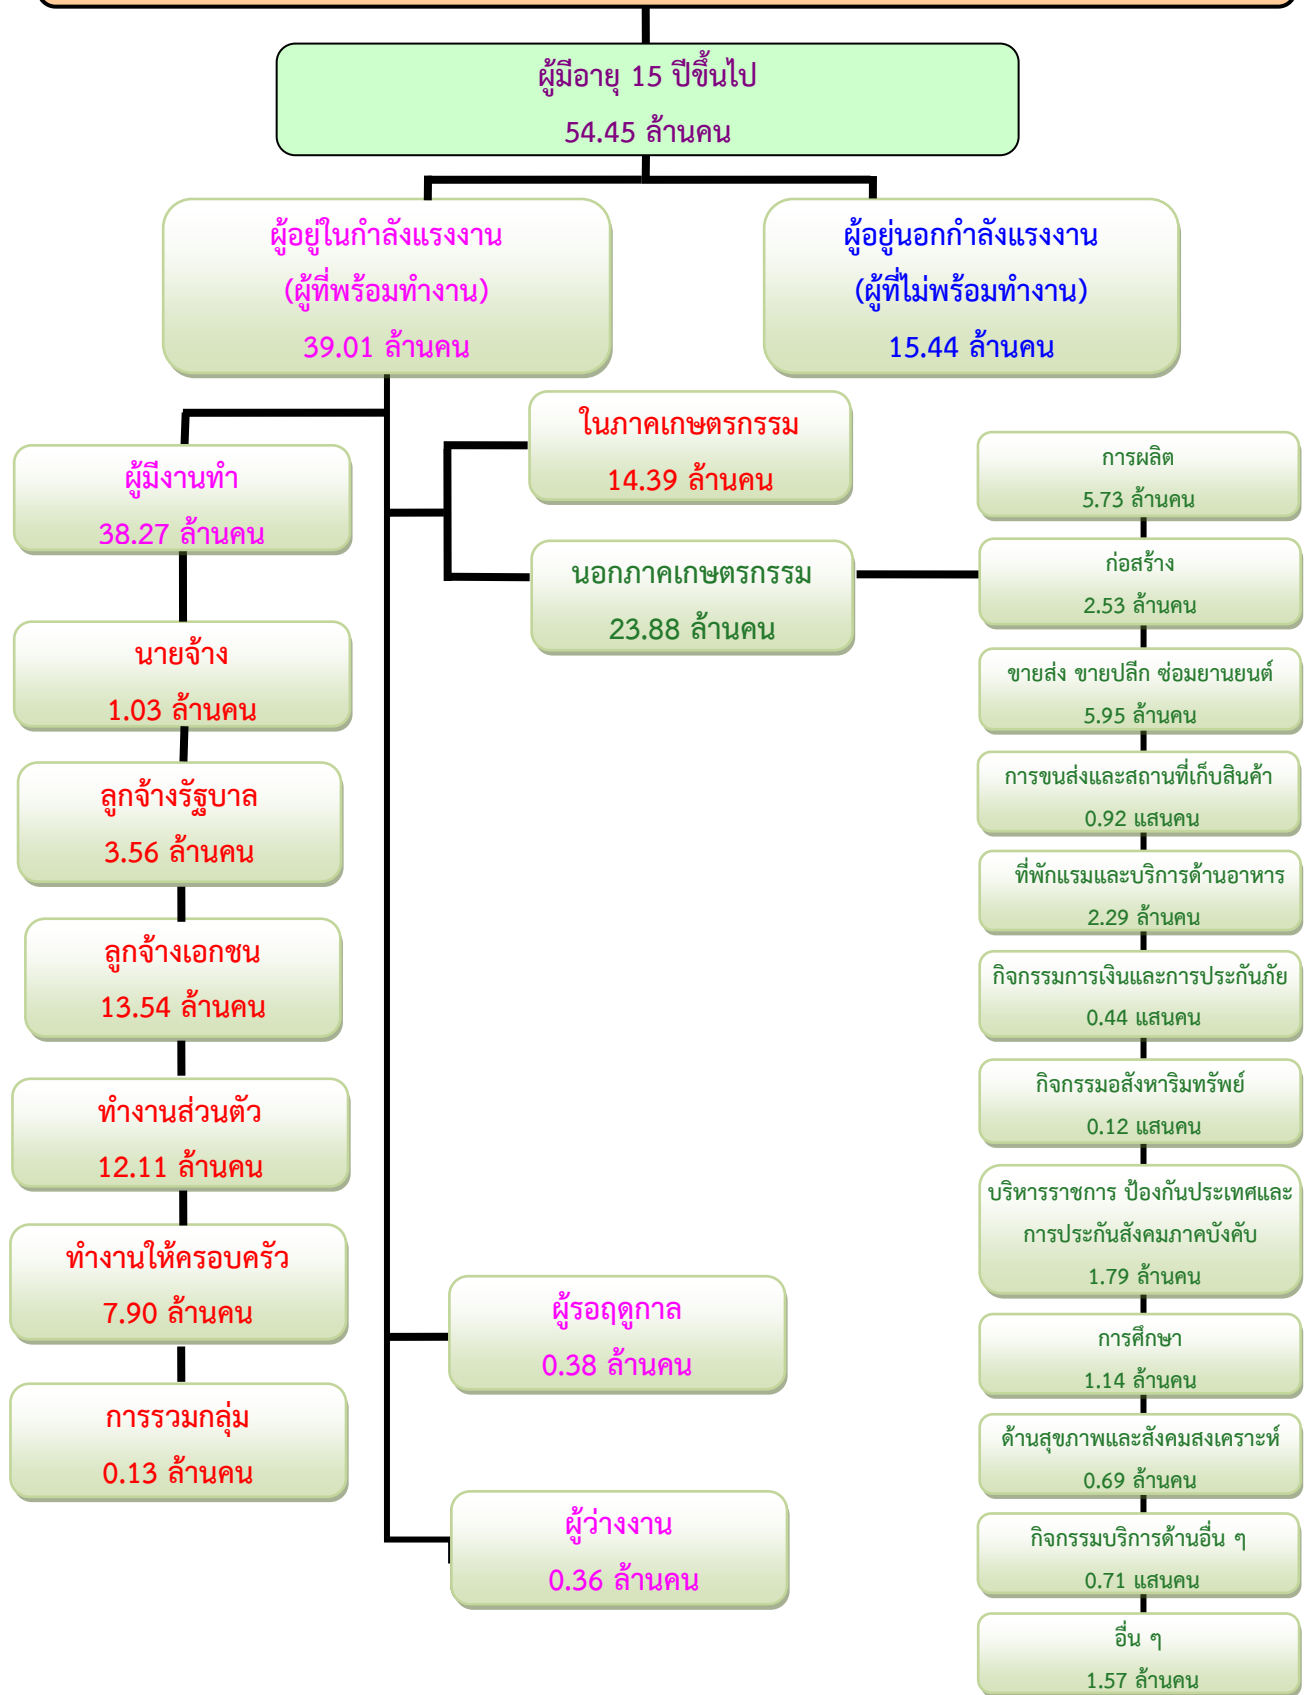 ผู้มีอายุ 15 ปีขึ้นไป
54.45 ล้านคน
ผู้อยู่ในกำลังแรงงาน
(ผู้ที่พร้อมทำงาน)
39.01 ล้านคน
ผู้อยู่นอกกำลังแรงงาน
(ผู้ที่ไม่พร้อมทำงาน)
15.44 ล้านคน
ผู้มีงานทำ
38.27 ล้านคน
นายจ้าง
1.03 ล้านคน
ลูกจ้างรัฐบาล
3.56 ล้านคน
ลูกจ้างเอกชน
13.54 ล้านคน
ทำงานส่วนตัว
12.11 ล้านคน
ทำงานให้ครอบครัว
7.90 ล้านคน
การรวมกลุ่ม
0.13 ล้านคน
ในภาคเกษตรกรรม
14.39 ล้านคน
นอกภาคเกษตรกรรม
23.88 ล้านคน
ผู้รอฤดูกาล
0.38 ล้านคน
ผู้ว่างงาน
0.36 ล้านคน
การผลิต
5.73 ล้านคน
ก่อสร้าง
2.53 ล้านคน
ขายส่ง ขายปลีก ซ่อมยานยนต์
5.95 ล้านคน
การขนส่งและสถานที่เก็บสินค้า
0.92 แสนคน
ที่พักแรมและบริการด้านอาหาร
2.29 ล้านคน
กิจกรรมการเงินและการประกันภัย
0.44 แสนคน
กิจกรรมอสังหาริมทรัพย์
0.12 แสนคน
บริหารราชการ ป้องกันประเทศและ
การประกันสังคมภาคบังคับ
1.79 ล้านคน
การศึกษา
1.14 ล้านคน
ด้านสุขภาพและสังคมสงเคราะห์
0.69 ล้านคน
กิจกรรมบริการด้านอื่น ๆ
0.71 แสนคน
อื่น ๆ
1.57 ล้านคน